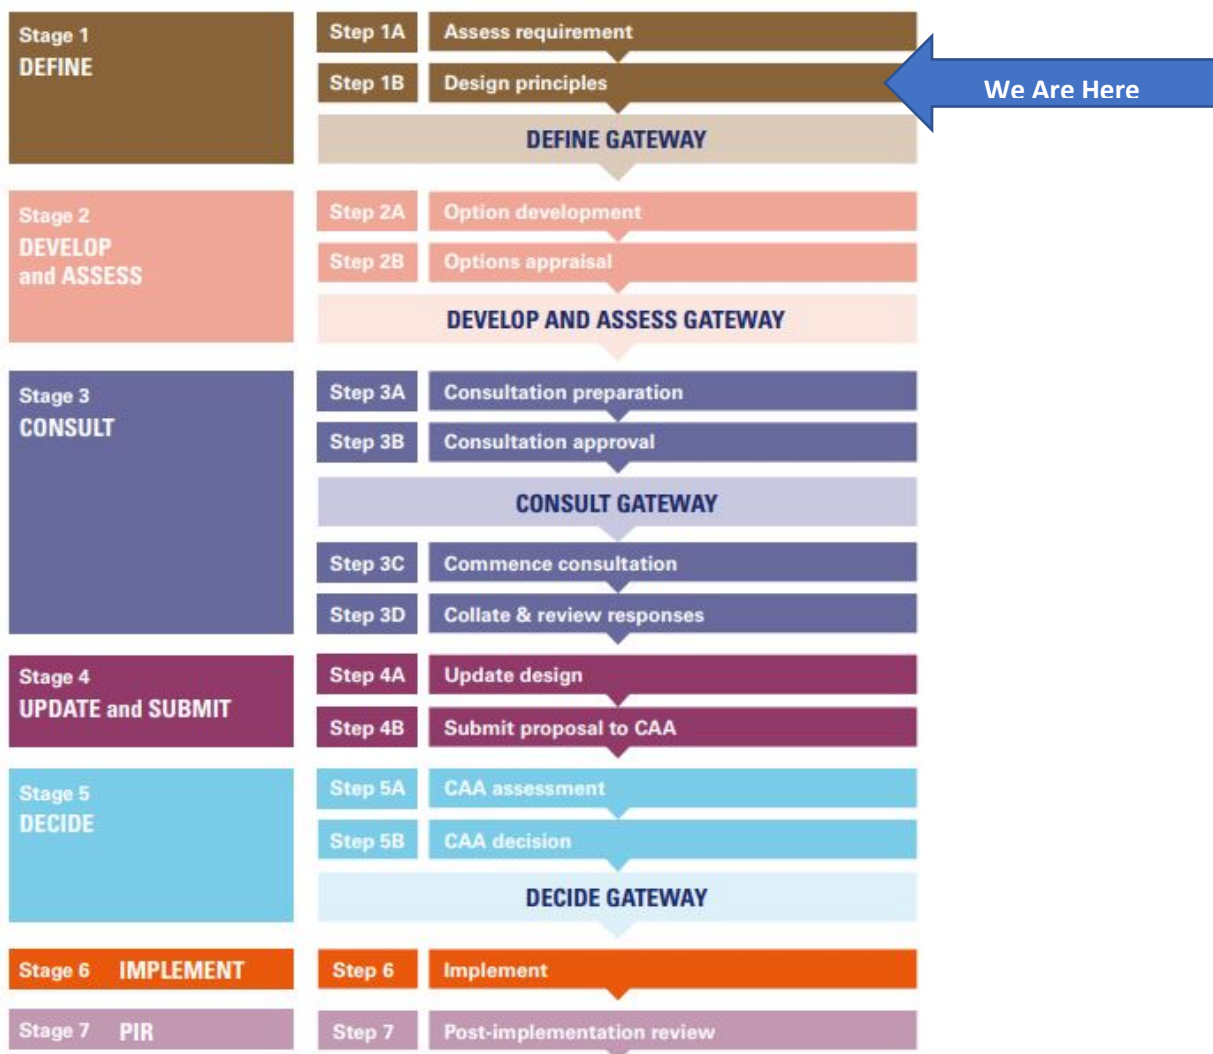 Stage 1
DEFINE
Step 1A Assess requirement
Step 1B Design principles
We Are Here
DEFINE GATEWAY
Stage 2
DEVELOP
and ASSESS
Step 2A Option development
Step 2B Options appraisal
DEVELOP AND ASSESS GATEWAY
Stage 3
CONSULT
Step 3A Consultation preparation
Step 3B Consultation approval
CONSULT GATEWAY
Step 3C Commence consultation
Step 3D Collate & review responses
Stage 4
UPDATE and SUBMIT
Step 4A Update design
Step 4B Submit proposal to CAA
Stage 5
DECIDE
Step 5A CAA assessment
Step 5B CAA decision
DECIDE GATEWAY
Stage 6 IMPLEMENT
Step 6 Implement
Stage 7 PIR
Step 7 Post-implementation review